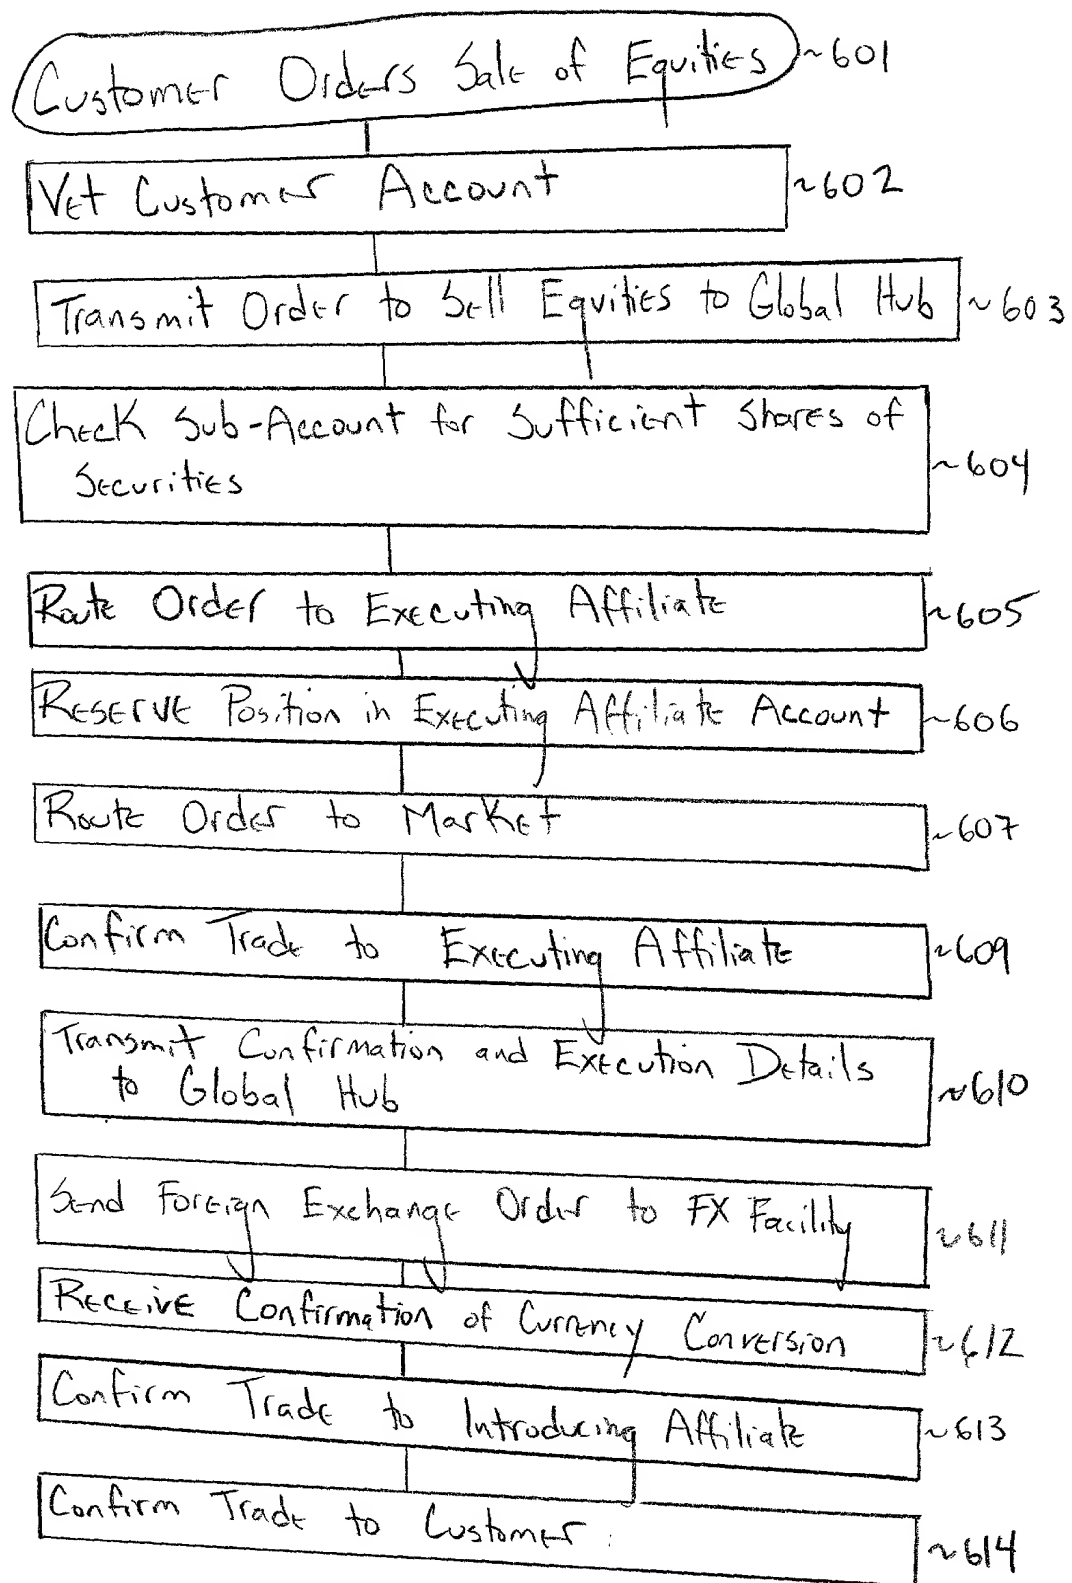 Customer Orders Sale of Equities ~601
Vet Customer Account ~602
Transmit Order to Sell Equities to Global Hub ~603
Check Sub-Account for Sufficient Shares of
Securities ~604
Route Order to Executing Affiliate ~605
Reserve Position in Executing Affiliate Account ~606
Route Order to Market ~607
Confirm Trade to Executing Affiliate ~609
Transmit Confirmation and Execution Details
to Global Hub ~610
Send Foreign Exchange Order to FX Facility ~611
Receive Confirmation of Currency Conversion ~612
Confirm Trade to Introducing Affiliate ~613
Confirm Trade to Customer ~614